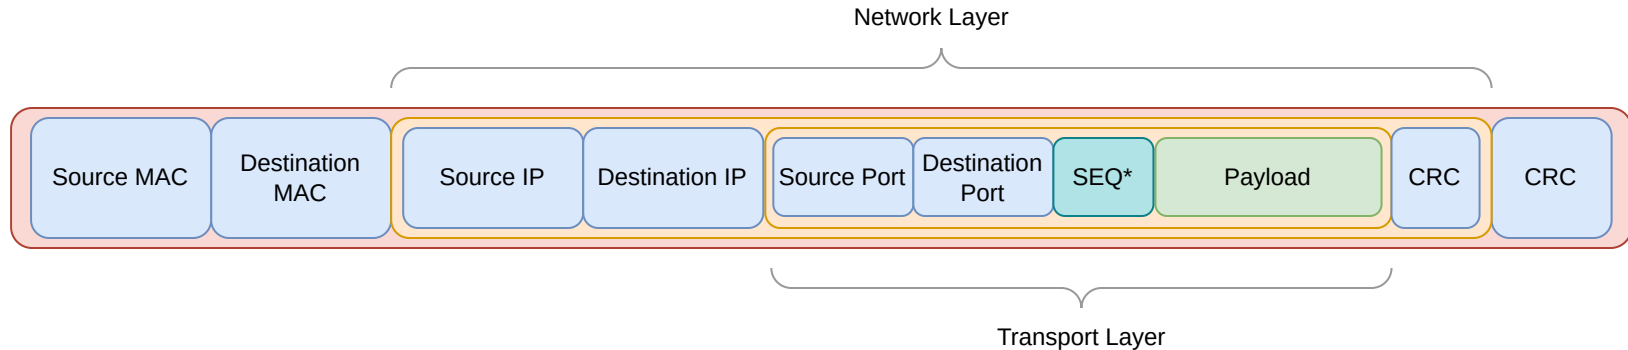 Network Layer
Source MAC
Destination
MAC
Source IP
Destination IP
Source Port
Destination
Port
SEQ*
Payload
CRC
CRC
Transport Layer